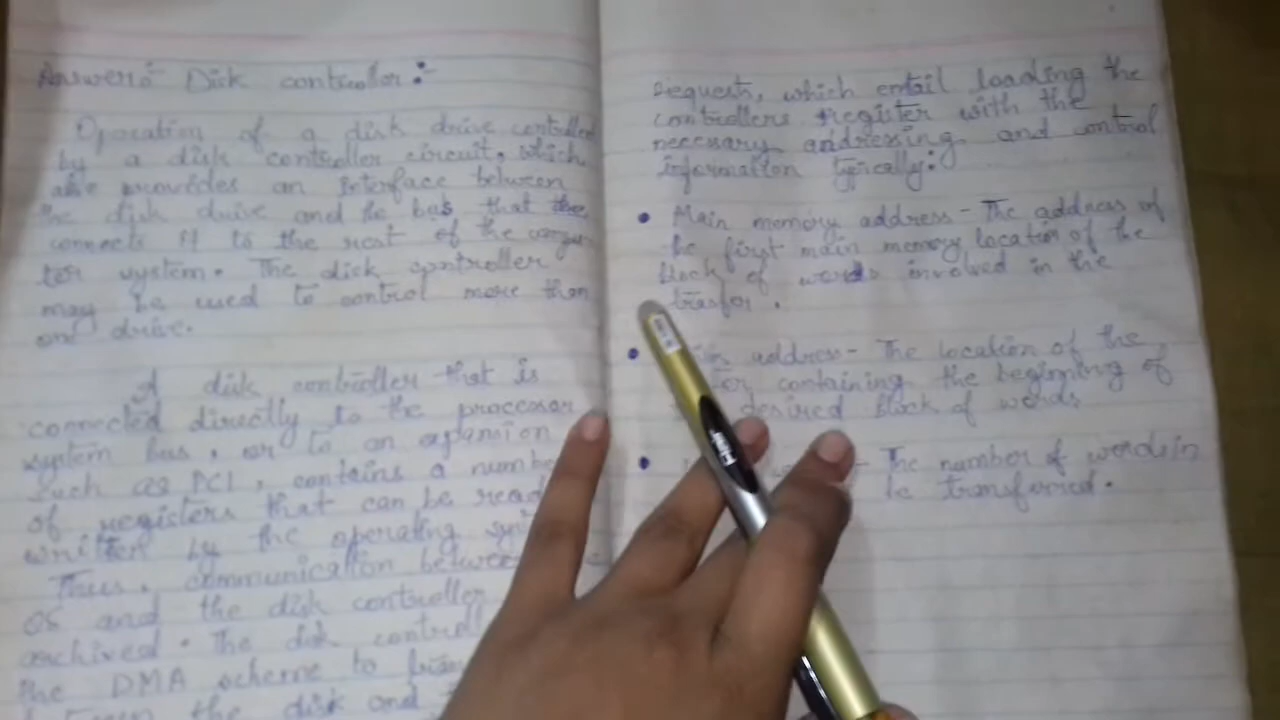 Answer:- Disk controller :-
Operation of a disk drive controlled
by a disk controller circuit, which
also provides an interface between
the disk drive and he bus that the
connects it to the rest of the compu-
ter system. The disk controller
may be used to control more than
one drive.
A disk controller that is
connected directly to the processor
system bus, or to an expansion
such as PCI, contains a number
of registers that can be read
written by the operating
Thus, communication between
OS and the disk controller
archived. The disk
the DMA scheme to
the disk and
requests, which entail loading the
controllers register with the
necessary addressing and control
information typically:
• Main memory address - The address of
he first main memory location of the
block of words involved in the
trasfer.
• address - The location of the
containing the beginning of
desired block of words
• - The number of words in
be transferred.